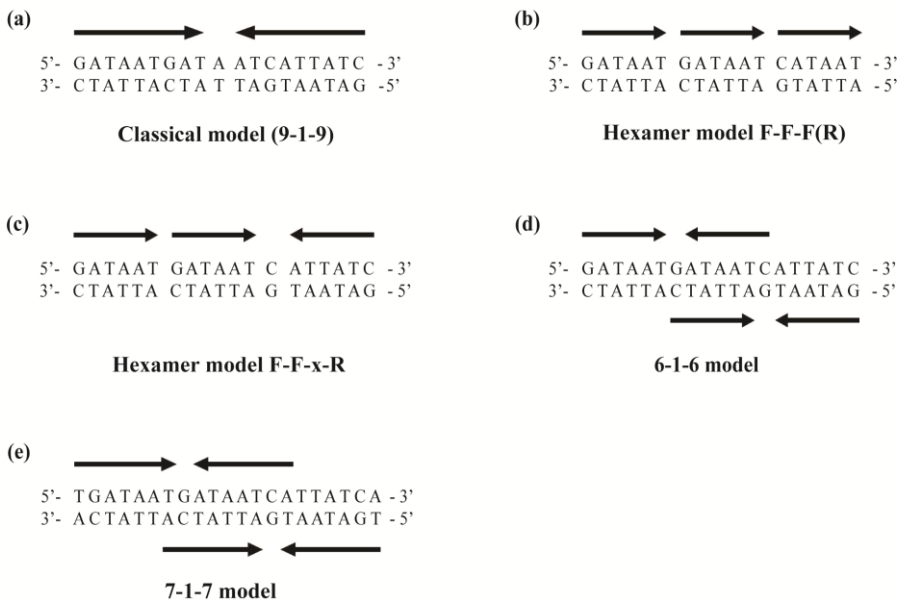 (a)
5'- GATAATGAT A ATCATTATC -3'
3'- CTATTACTA T TAGTAATAG -5'
Classical model (9-1-9)
(b)
5'- GATAAT GATAAT CATAAT -3'
3'- CTATTA CTATTA GTATTA -5'
Hexamer model F-F-F(R)
(c)
5'- GATAAT GATAAT C ATTATC -3'
3'- CTATTA CTATTA G TAATAG -5'
Hexamer model F-F-x-R
(d)
5'- GATAATGATAATCATTATC -3'
3'- CTATTACTATTAGTAATAG -5'
6-1-6 model
(e)
5'- TGATAATGATAATCATTATCA -3'
3'- ACTATTACTATTAGTAATAGT -5'
7-1-7 model